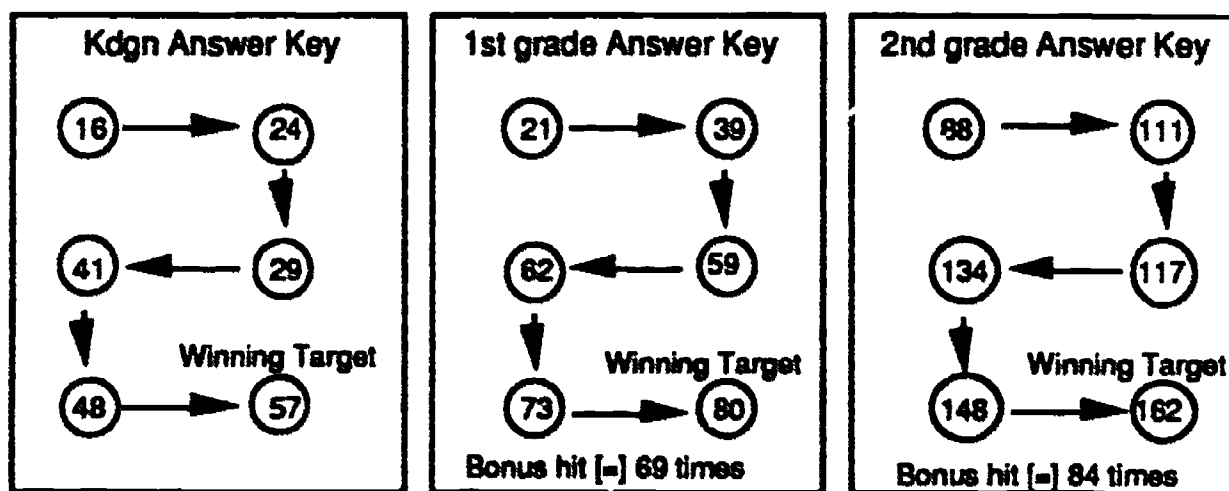 Kdgn Answer Key
16 24
41 29
Winning Target
48 57
1st grade Answer Key
21 39
62 59
Winning Target
73 80
Bonus hit [=] 69 times
2nd grade Answer Key
88 111
134 117
Winning Target
148 162
Bonus hit [=] 84 times